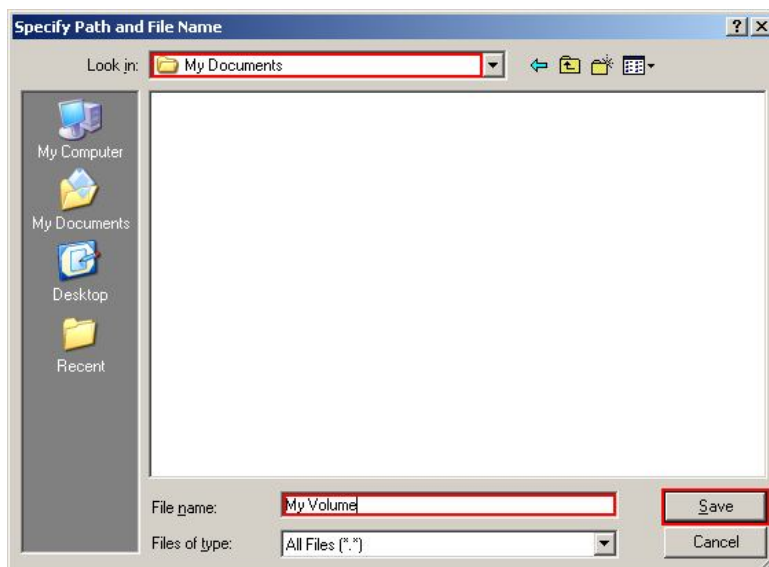 Specify Path and File Name
Look in: My Documents
My Computer
My Documents
Desktop
Recent
File name: My Volume Save
Files of type: All Files (*.*) Cancel